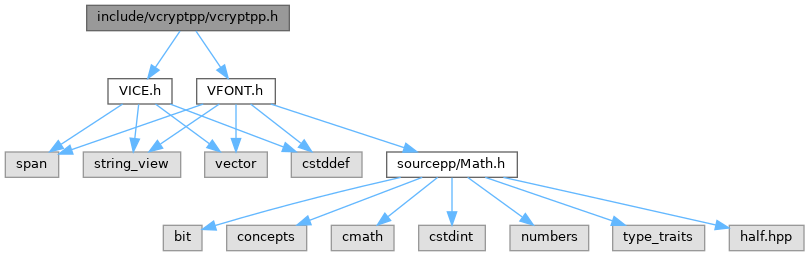 include/vcryptpp/vcryptpp.h
VICE.h
VFONT.h
span
string_view
vector
cstddef
sourcepp/Math.h
bit
concepts
cmath
cstdint
numbers
type_traits
half.hpp